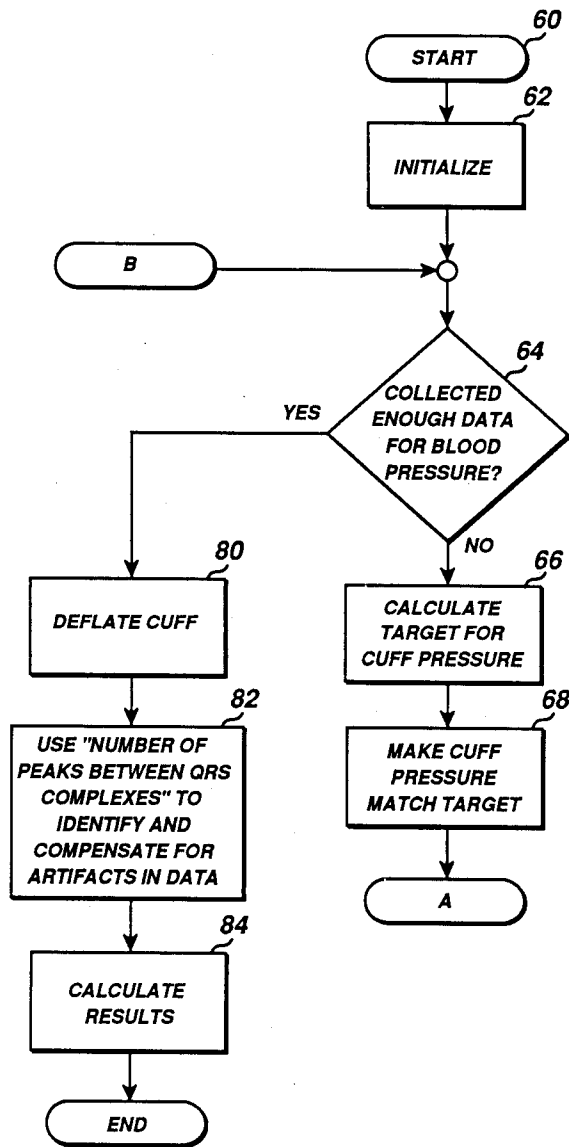 60
START
62
INITIALIZE
B
64
COLLECTED
ENOUGH DATA
FOR BLOOD
PRESSURE?
YES
NO
80
DEFLATE CUFF
66
CALCULATE
TARGET FOR
CUFF PRESSURE
82
USE "NUMBER OF
PEAKS BETWEEN QRS
COMPLEXES" TO
IDENTIFY AND
COMPENSATE FOR
ARTIFACTS IN DATA
68
MAKE CUFF
PRESSURE
MATCH TARGET
A
84
CALCULATE
RESULTS
END